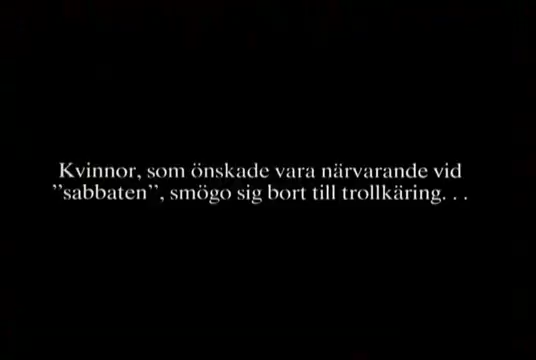 Kvinnor, som önskade vara närvarande vid
”sabbaten”, smögo sig bort till trollkäring. . .